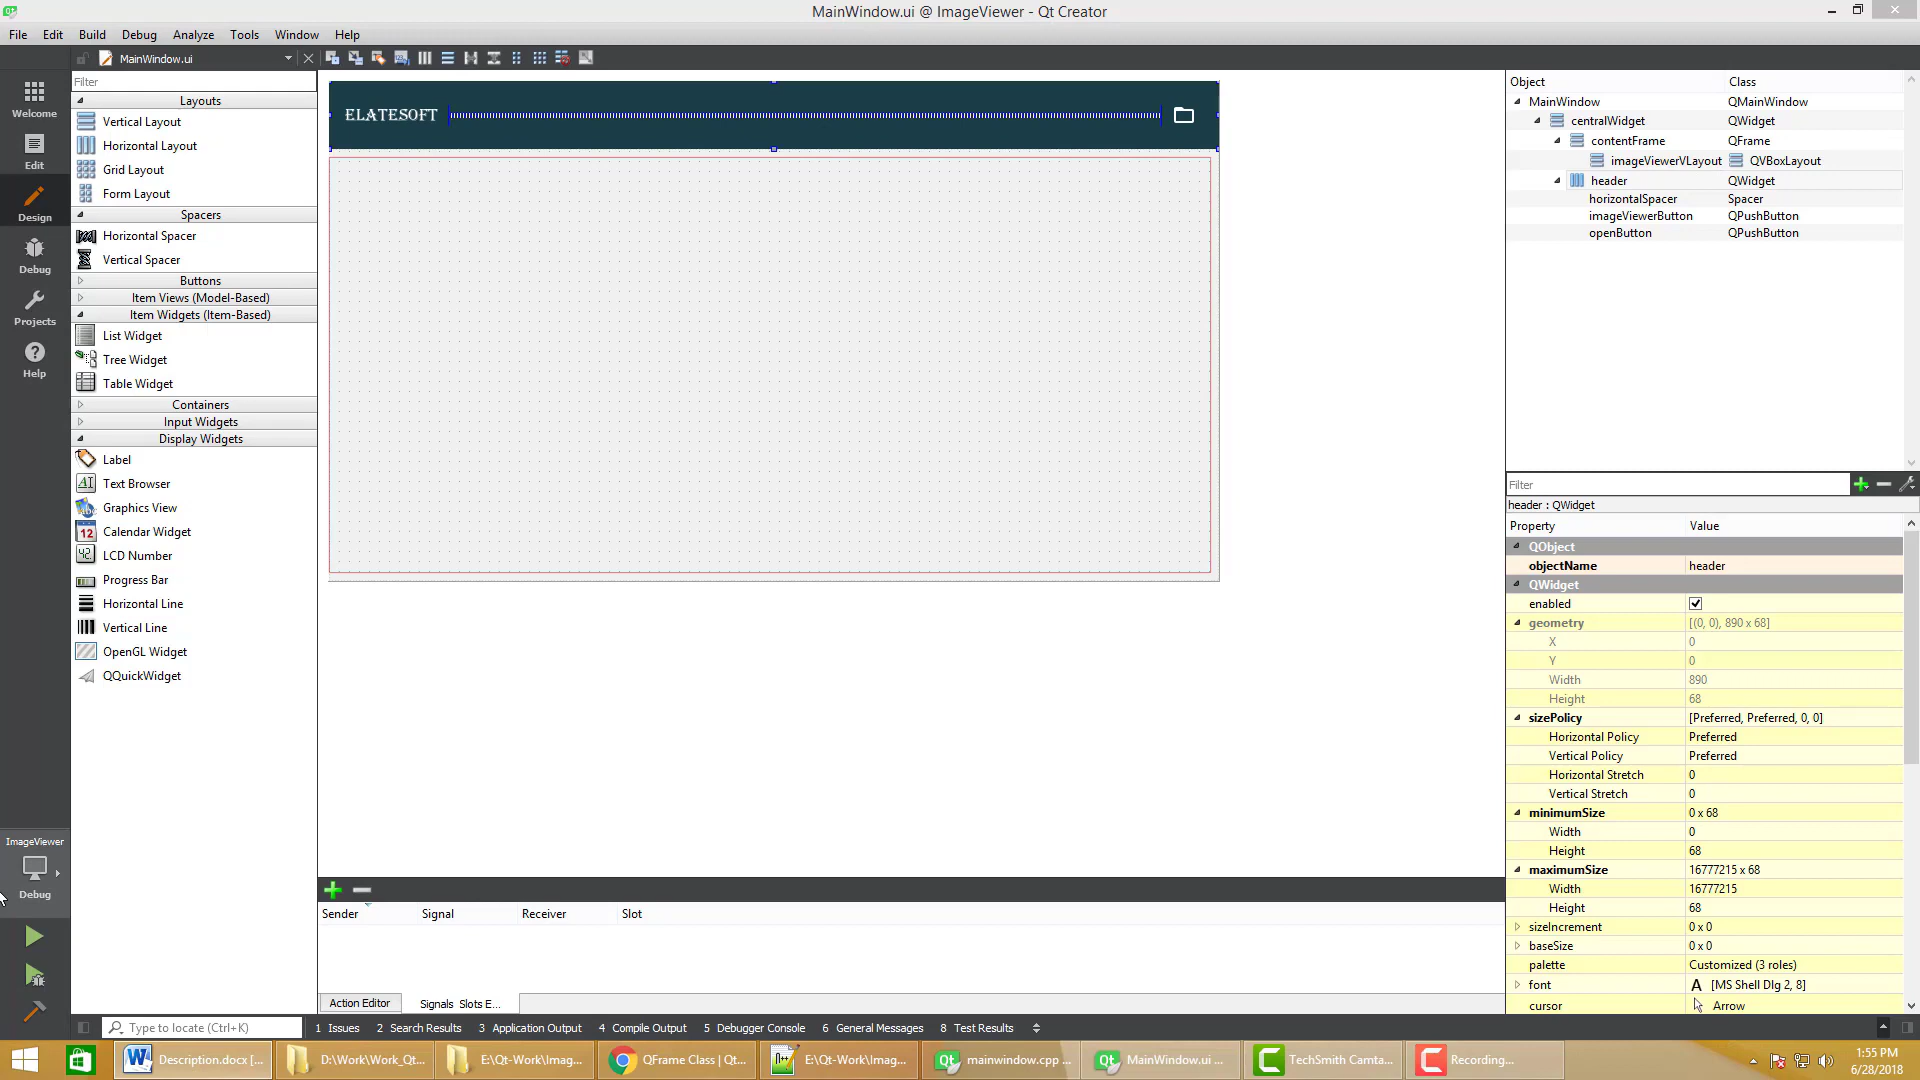 MainWindow.ui @ ImageViewer - Qt Creator
File Edit Build Debug Analyze Tools Window Help
MainWindow.ui
Filter
Layouts
Vertical Layout
Horizontal Layout
Grid Layout
Form Layout
Spacers
Horizontal Spacer
Vertical Spacer
Buttons
Item Views (Model-Based)
Item Widgets (Item-Based)
List Widget
Tree Widget
Table Widget
Containers
Input Widgets
Display Widgets
Label
Text Browser
Graphics View
Calendar Widget
LCD Number
Progress Bar
Horizontal Line
Vertical Line
OpenGL Widget
QQuickWidget
Welcome
Edit
Design
Debug
Projects
Help
ImageViewer
Debug
ELATESOFT
Sender Signal Receiver Slot
Action Editor Signals Slots E...
Object Class
MainWindow QMainWindow
centralWidget QWidget
contentFrame QFrame
imageViewerVLayout QVBoxLayout
header QWidget
horizontalSpacer Spacer
imageViewerButton QPushButton
openButton QPushButton
Filter
header : QWidget
Property Value
QObject
objectName header
QWidget
enabled
geometry [(0, 0), 890 x 68]
X 0
Y 0
Width 890
Height 68
sizePolicy [Preferred, Preferred, 0, 0]
Horizontal Policy Preferred
Vertical Policy Preferred
Horizontal Stretch 0
Vertical Stretch 0
minimumSize 0 x 68
Width 0
Height 68
maximumSize 16777215 x 68
Width 16777215
Height 68
sizeIncrement 0 x 0
baseSize 0 x 0
palette Customized (3 roles)
font A [MS Shell Dlg 2, 8]
cursor Arrow
Type to locate (Ctrl+K) 1 Issues 2 Search Results 3 Application Output 4 Compile Output 5 Debugger Console 6 General Messages 8 Test Results
Description.docx [... D:\Work\Work_Qt... E:\Qt-Work\Imag... QFrame Class | Qt... E:\Qt-Work\Imag... mainwindow.cpp ... MainWindow.ui ... TechSmith Camta... Recording...
1:55 PM
6/28/2018